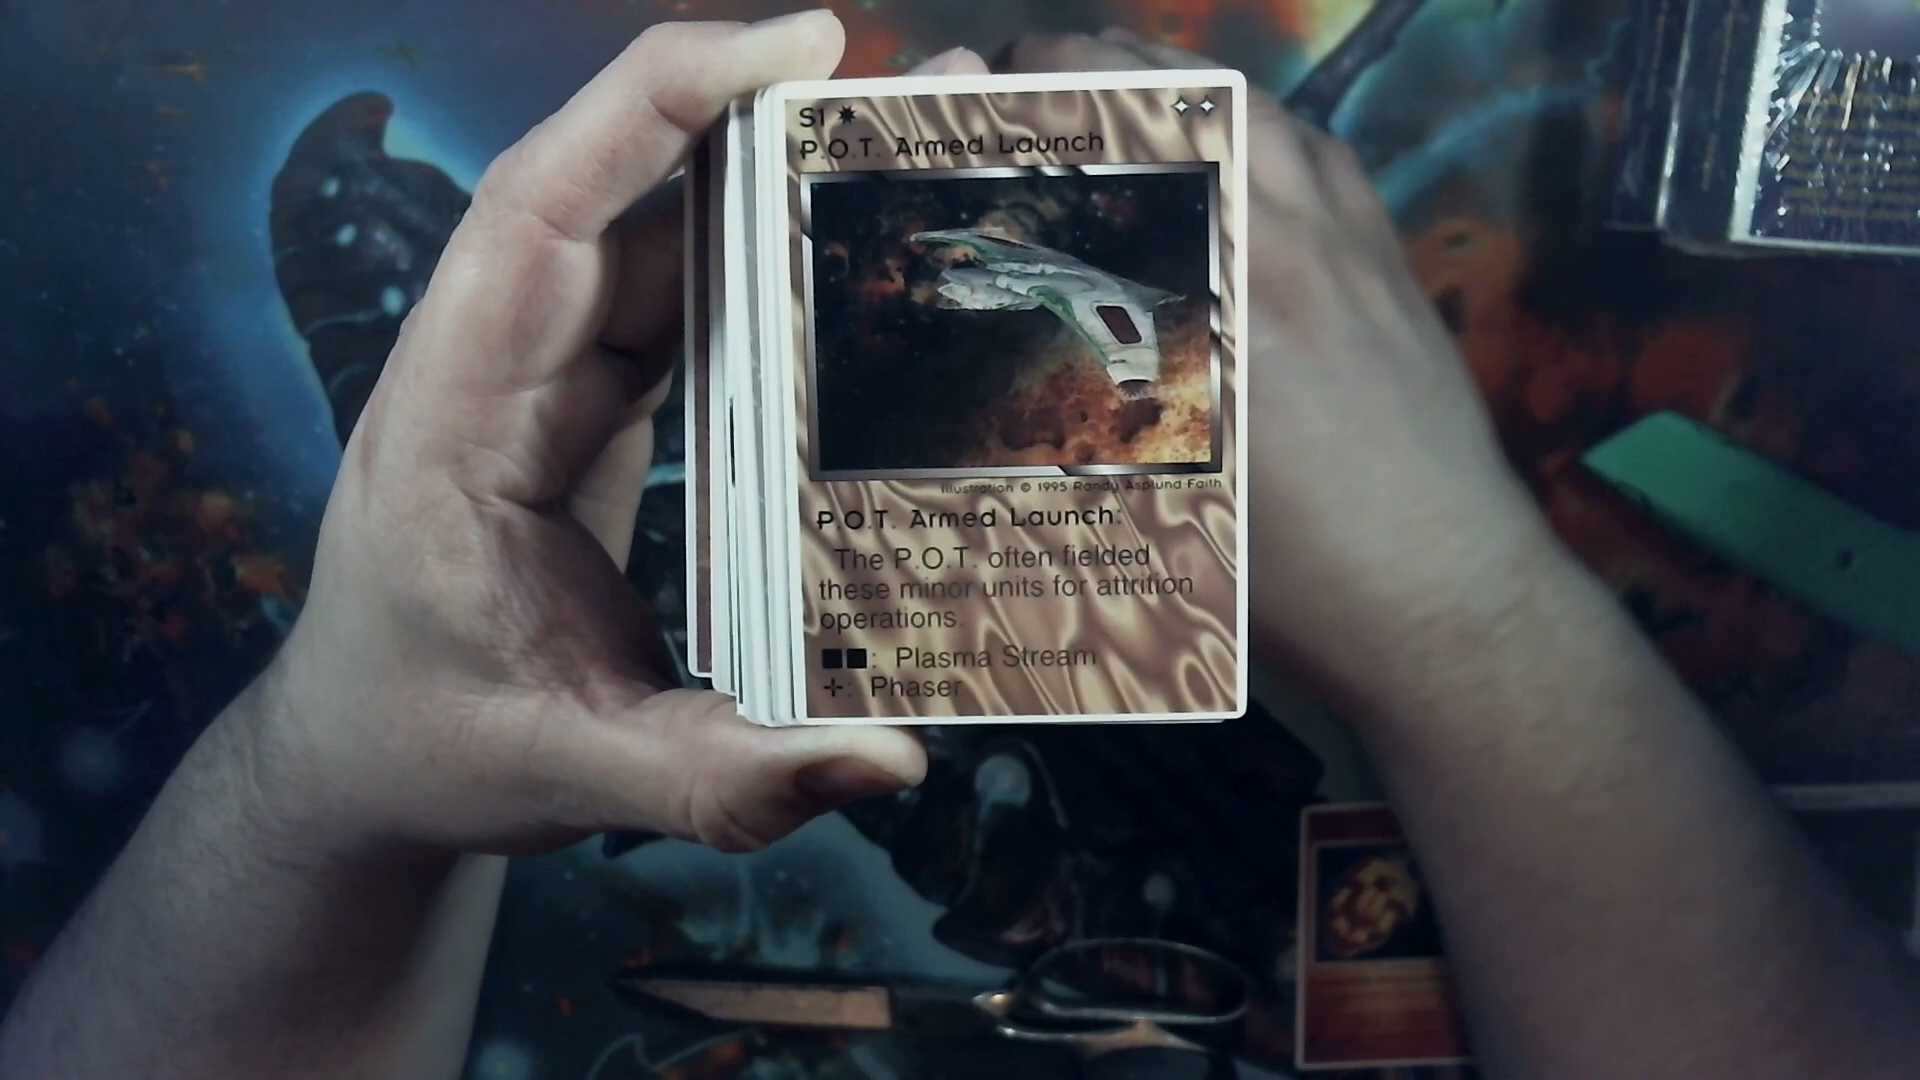 S1
P.O.T. Armed Launch
Illustration © 1995 Randy Asplund Faith
P.O.T. Armed Launch:
The P.O.T. often fielded
these minor units for attrition
operations.
■■: Plasma Stream
✛: Phaser